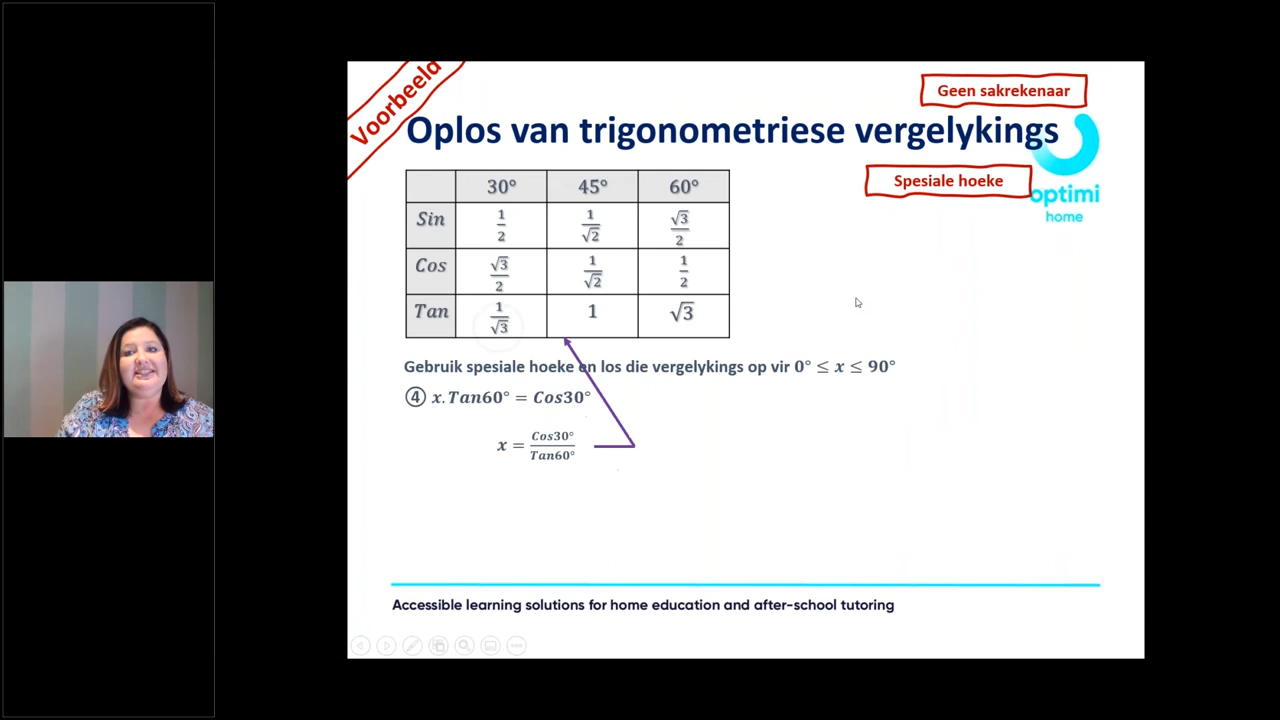 Voorbeeld
Geen sakrekenaar
Oplos van trigonometriese vergelykings
Spesiale hoeke
optimi
home
30° 45° 60°
Sin 1/2 1/√2 √3/2
Cos √3/2 1/√2 1/2
Tan 1/√3 1 √3
Gebruik spesiale hoeke en los die vergelykings op vir 0° ≤ x ≤ 90°
④ x.Tan60° = Cos30°
x = Cos30°/Tan60°
Accessible learning solutions for home education and after-school tutoring